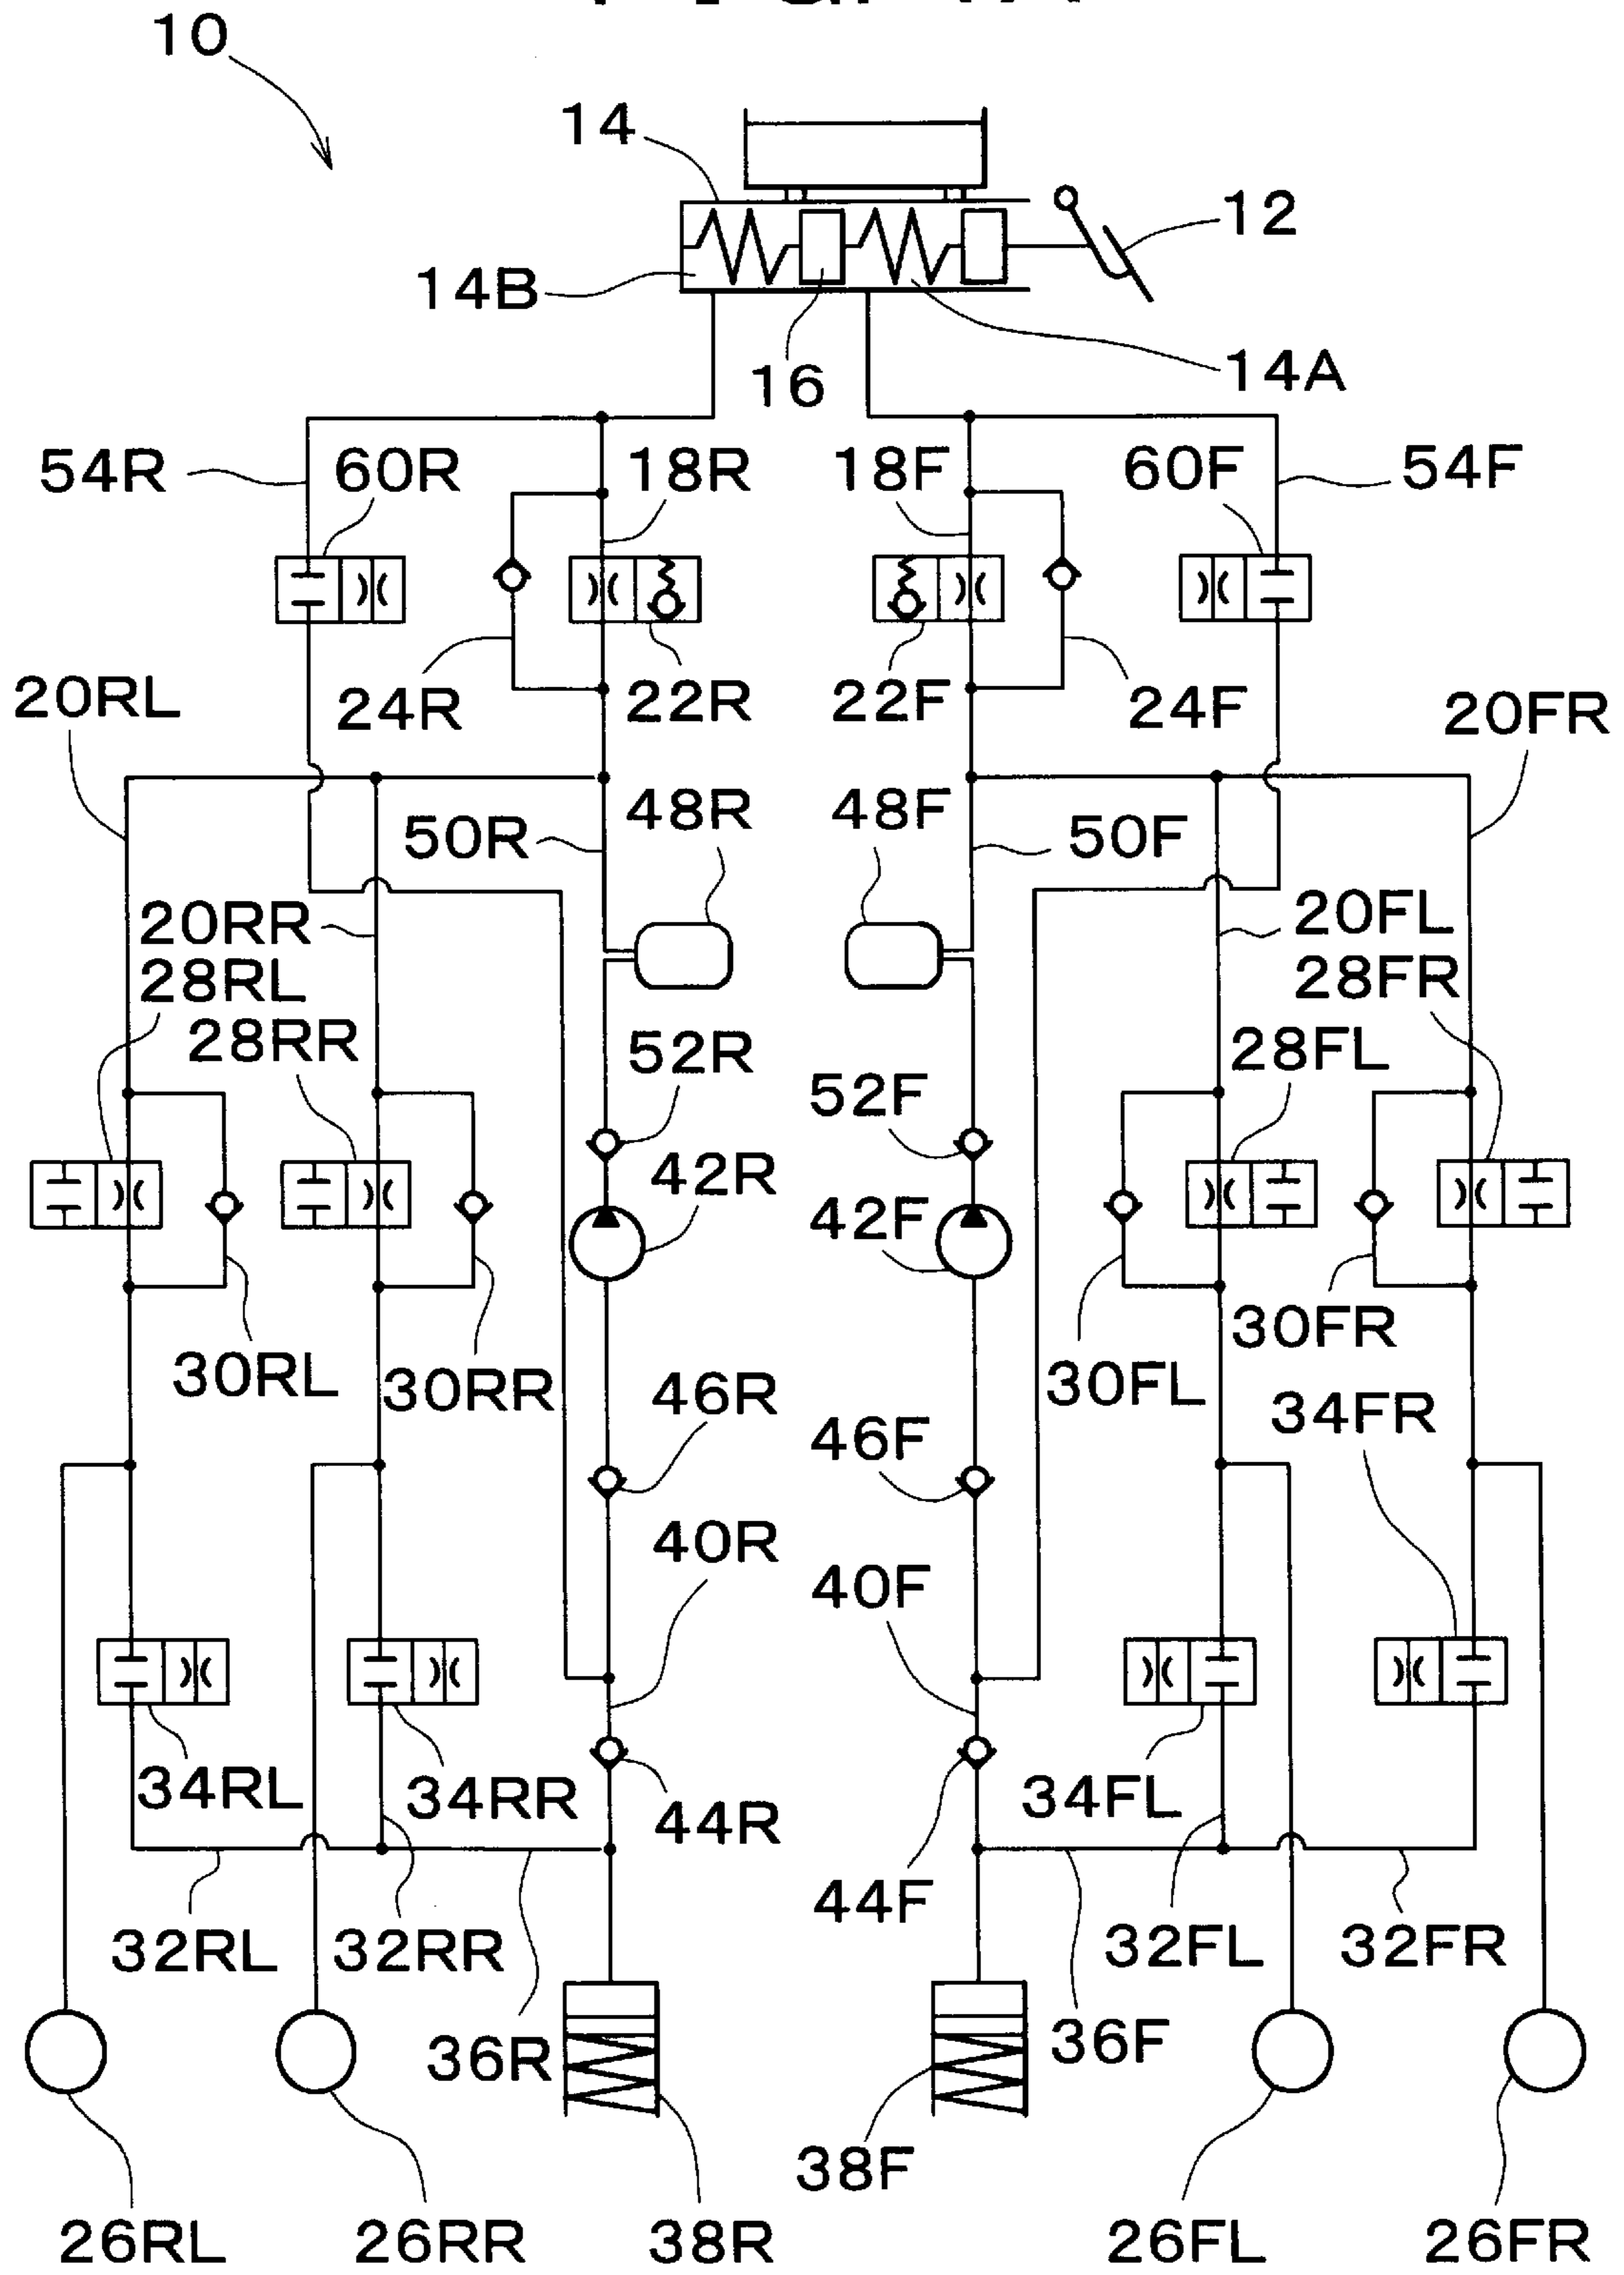 10
14
12
14B
16
14A
54R 60R 18R 18F 60F 54F
20RL 24R 22R 22F 24F 20FR
50R 48R 48F 50F
20RR 20FL
28RL 28FR
28RR 52R 28FL
52F
42R
42F
30RL 30RR 46R 30FL 30FR
46F 34FR
40R
40F
34RL 34RR 44R 34FL
44F
32RL 32RR 32FL 32FR
36R 36F
38F
26RL 26RR 38R 26FL 26FR